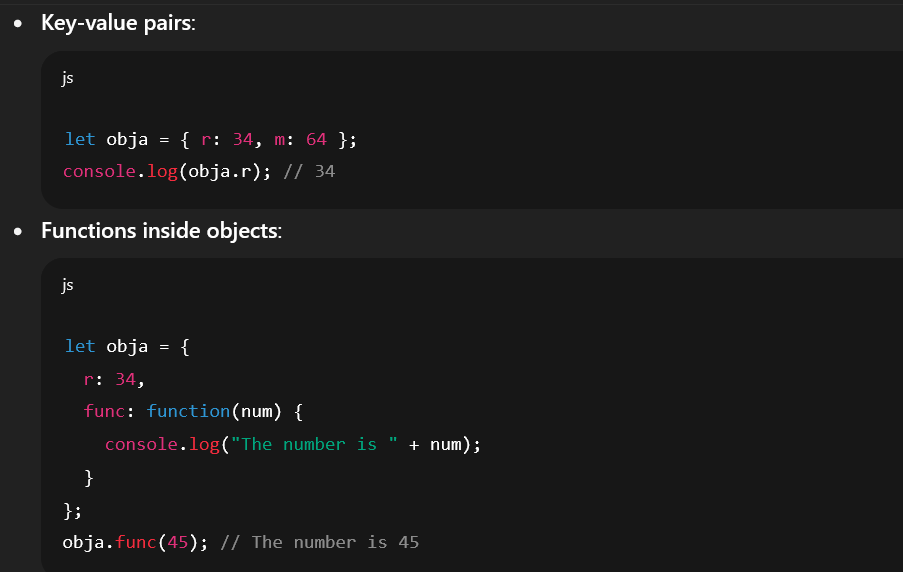 Key-value pairs:
js
let obja = { r: 34, m: 64 };
console.log(obja.r); // 34
Functions inside objects:
js
let obja = {
  r: 34,
  func: function(num) {
    console.log("The number is " + num);
  }
};
obja.func(45); // The number is 45